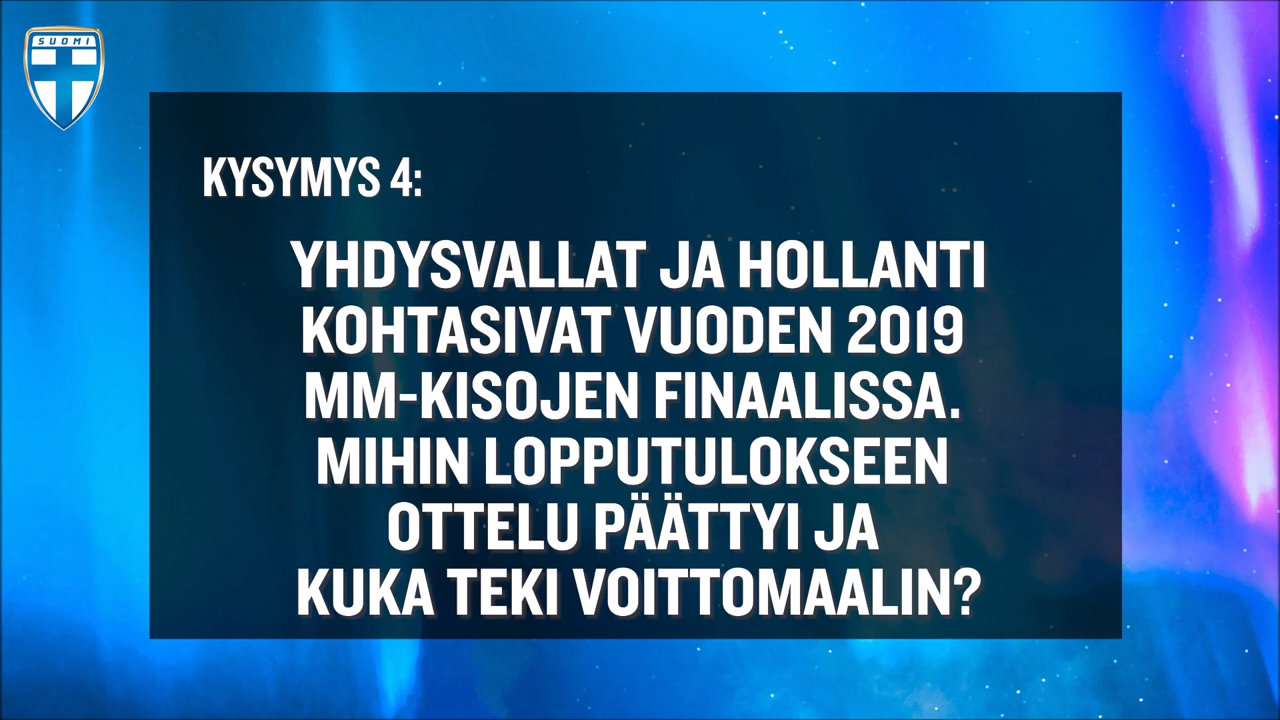 SUOMI
KYSYMYS 4:
YHDYSVALLAT JA HOLLANTI
KOHTASIVAT VUODEN 2019
MM-KISOJEN FINAALISSA.
MIHIN LOPPUTULOKSEEN
OTTELU PÄÄTTYI JA
KUKA TEKI VOITTOMAALIN?